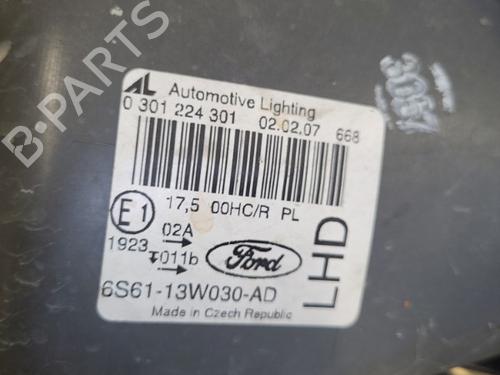 AL Automotive Lighting
0 301 224 301 02.02.07 668
E1 17,5 00HC/R PL
1923 02A
011b Ford
LHD
6S61-13W030-AD
Made in Czech Republic
B-PARTS